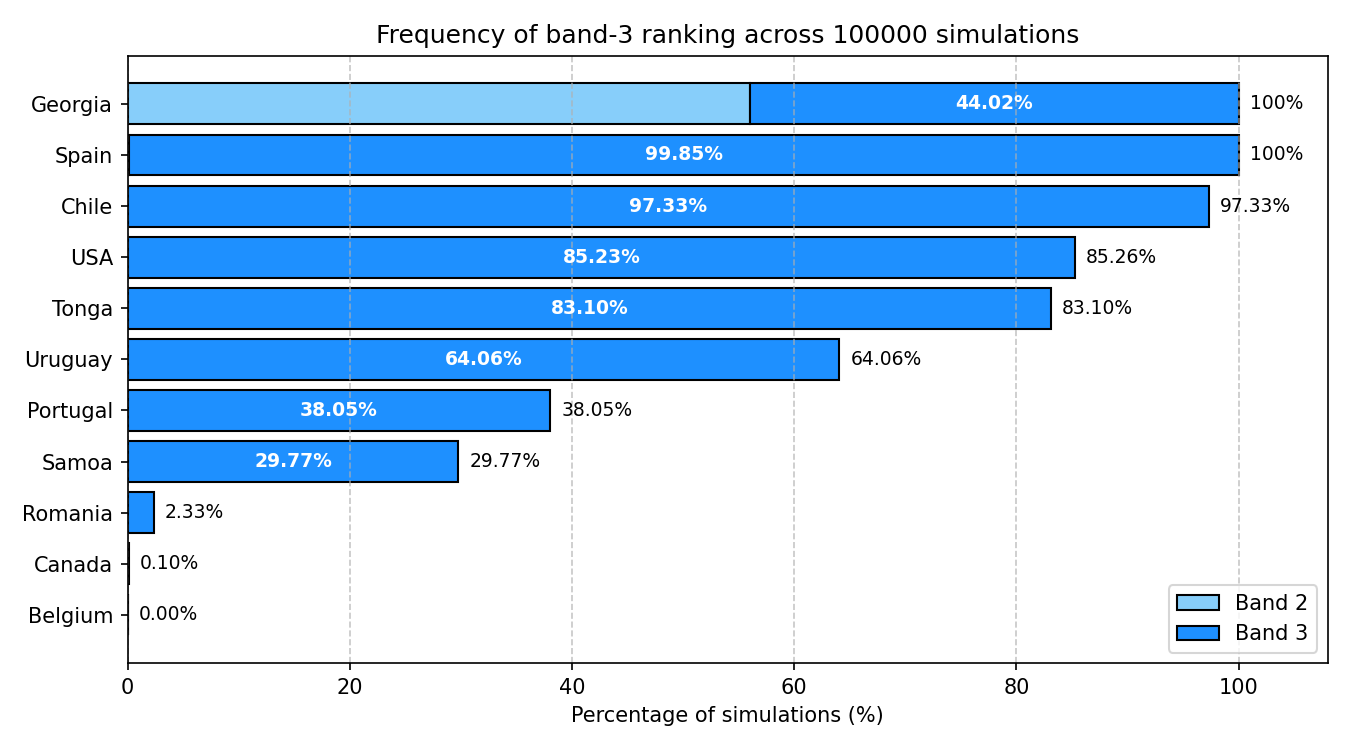 Frequency of band-3 ranking across 100000 simulations
Georgia 44.02% 100%
Spain 99.85% 100%
Chile 97.33% 97.33%
USA 85.23% 85.26%
Tonga 83.10% 83.10%
Uruguay 64.06% 64.06%
Portugal 38.05% 38.05%
Samoa 29.77% 29.77%
Romania 2.33%
Canada 0.10%
Belgium 0.00%
Band 2
Band 3
0 20 40 60 80 100
Percentage of simulations (%)